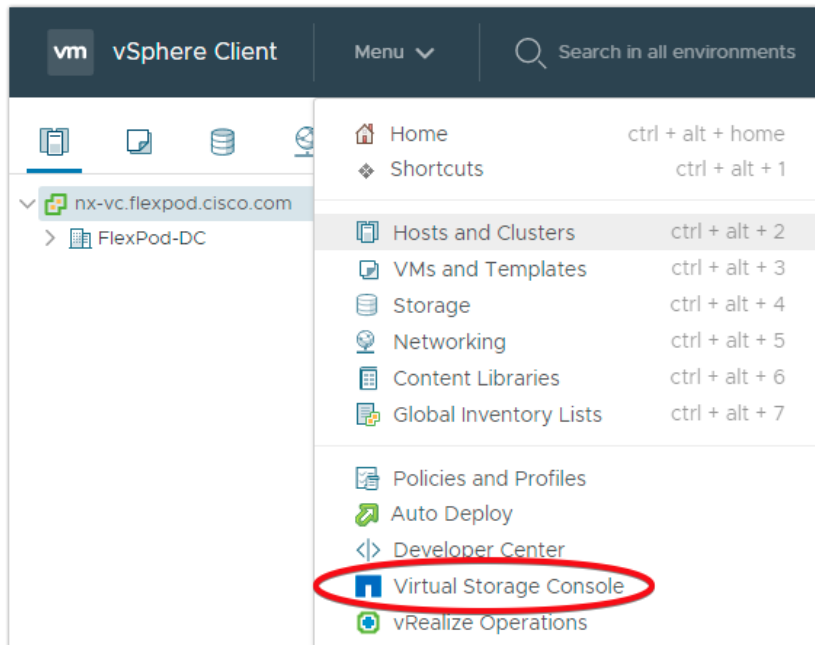 vm vSphere Client Menu Search in all environments
Home ctrl + alt + home
Shortcuts ctrl + alt + 1
nx-vc.flexpod.cisco.com
FlexPod-DC
Hosts and Clusters ctrl + alt + 2
VMs and Templates ctrl + alt + 3
Storage ctrl + alt + 4
Networking ctrl + alt + 5
Content Libraries ctrl + alt + 6
Global Inventory Lists ctrl + alt + 7
Policies and Profiles
Auto Deploy
Developer Center
Virtual Storage Console
vRealize Operations